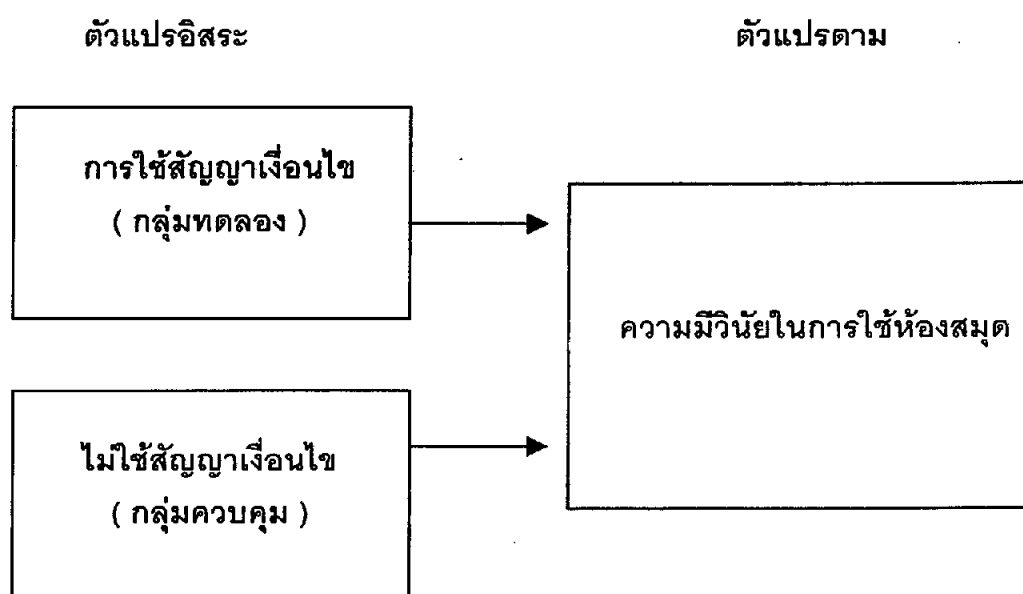 ตัวแปรอิสระ
ตัวแปรตาม
การใช้สัญญาเงื่อนไข
( กลุ่มทดลอง )
ความมีวินัยในการใช้ห้องสมุด
ไม่ใช้สัญญาเงื่อนไข
( กลุ่มควบคุม )